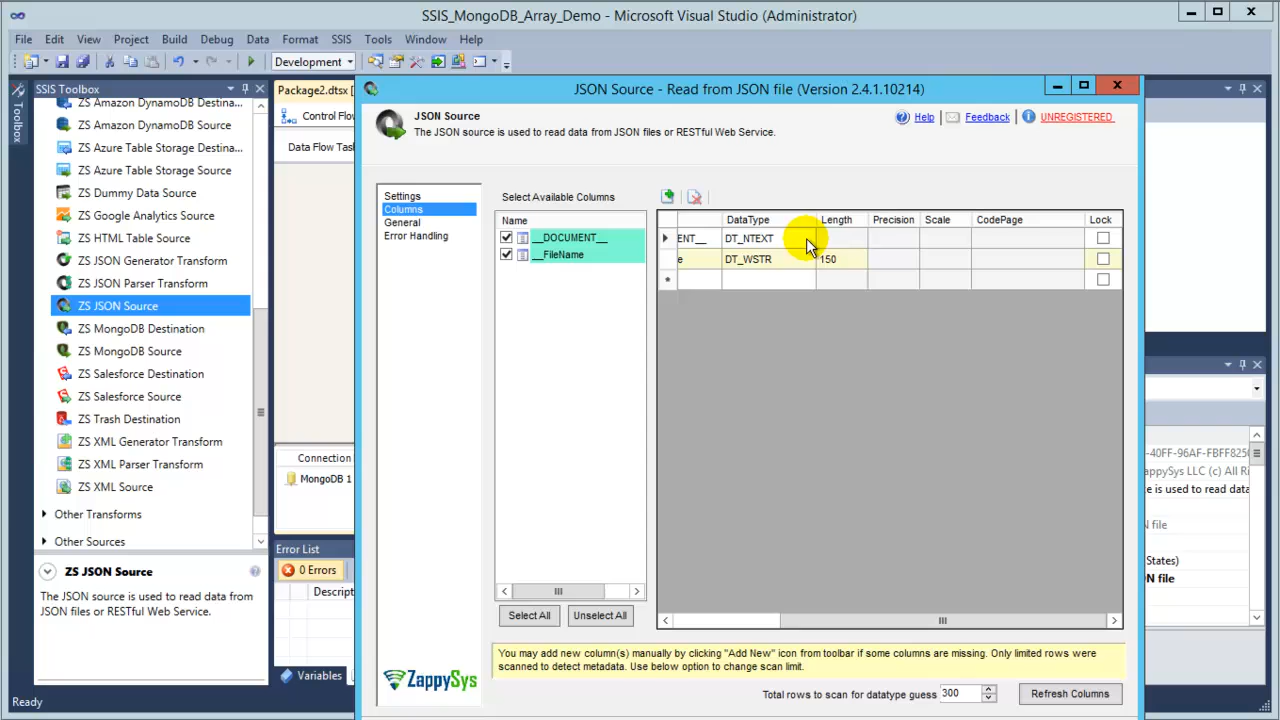 SSIS_MongoDB_Array_Demo - Microsoft Visual Studio (Administrator)
File Edit View Project Build Debug Data Format SSIS Tools Window Help
Development
SSIS Toolbox
Toolbox
ZS Amazon DynamoDB Destina...
ZS Amazon DynamoDB Source
ZS Azure Table Storage Destina...
ZS Azure Table Storage Source
ZS Dummy Data Source
ZS Google Analytics Source
ZS HTML Table Source
ZS JSON Generator Transform
ZS JSON Parser Transform
ZS JSON Source
ZS MongoDB Destination
ZS MongoDB Source
ZS Salesforce Destination
ZS Salesforce Source
ZS Trash Destination
ZS XML Generator Transform
ZS XML Parser Transform
ZS XML Source
Other Transforms
Other Sources
ZS JSON Source
The JSON source is used to read data from
JSON files or RESTful Web Service.
Ready
Package2.dtsx [
Control Flow
Data Flow Task
Connection
MongoDB 1
Error List
0 Errors
Descript
Variables
JSON Source - Read from JSON file (Version 2.4.1.10214)
JSON Source
The JSON source is used to read data from JSON files or RESTful Web Service.
Help Feedback UNREGISTERED
Settings
Columns
General
Error Handling
Select Available Columns
Name
__DOCUMENT__
__FileName
Select All Unselect All
DataType Length Precision Scale CodePage Lock
ENT__ DT_NTEXT
e DT_WSTR 150
You may add new column(s) manually by clicking "Add New" icon from toolbar if some columns are missing. Only limited rows were
scanned to detect metadata. Use below option to change scan limit.
ZappySys
Total rows to scan for datatype guess 300 Refresh Columns
-40FF-96AF-FBFF8250
appySys LLC (c) All Ri
e is used to read data
N file
States)
N file